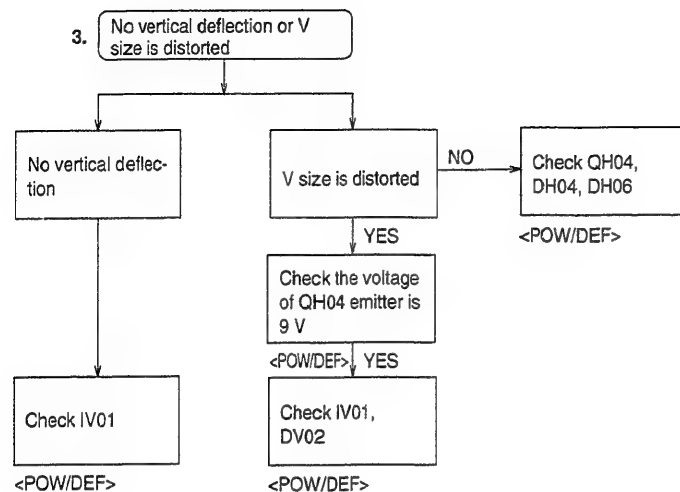 3.
No vertical deflection or V
size is distorted
No vertical deflec-
tion
V size is distorted
NO
Check QH04,
DH04, DH06
<POW/DEF>
YES
Check the voltage
of QH04 emitter is
9 V
<POW/DEF>
YES
Check IV01
<POW/DEF>
Check IV01,
DV02
<POW/DEF>